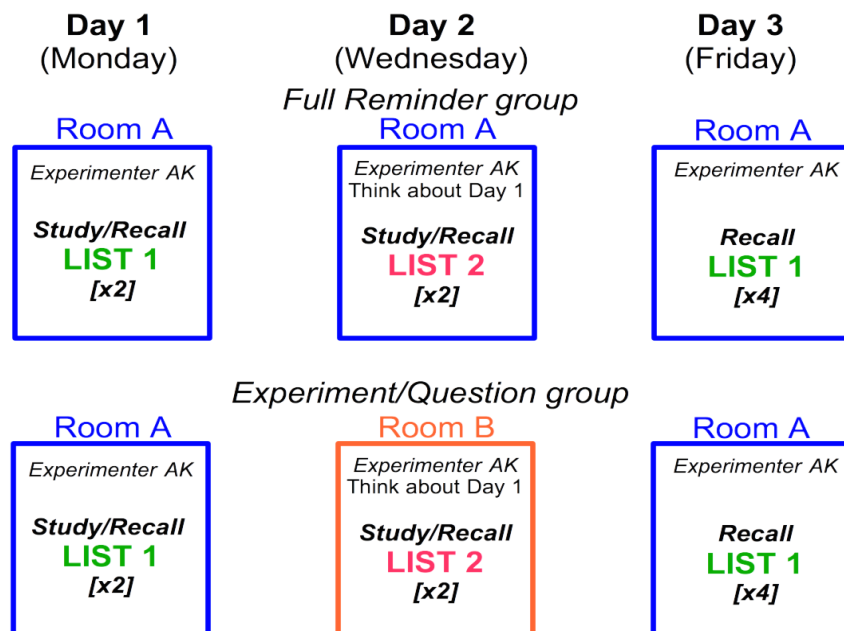 Day 1 Day 2 Day 3
(Monday) (Wednesday) (Friday)
Full Reminder group
Room A Room A Room A
Experimenter AK Experimenter AK Experimenter AK
Think about Day 1
Study/Recall Study/Recall Recall
LIST 1 LIST 2 LIST 1
[x2] [x2] [x4]
Experiment/Question group
Room A Room B Room A
Experimenter AK Experimenter AK Experimenter AK
Think about Day 1
Study/Recall Study/Recall Recall
LIST 1 LIST 2 LIST 1
[x2] [x2] [x4]